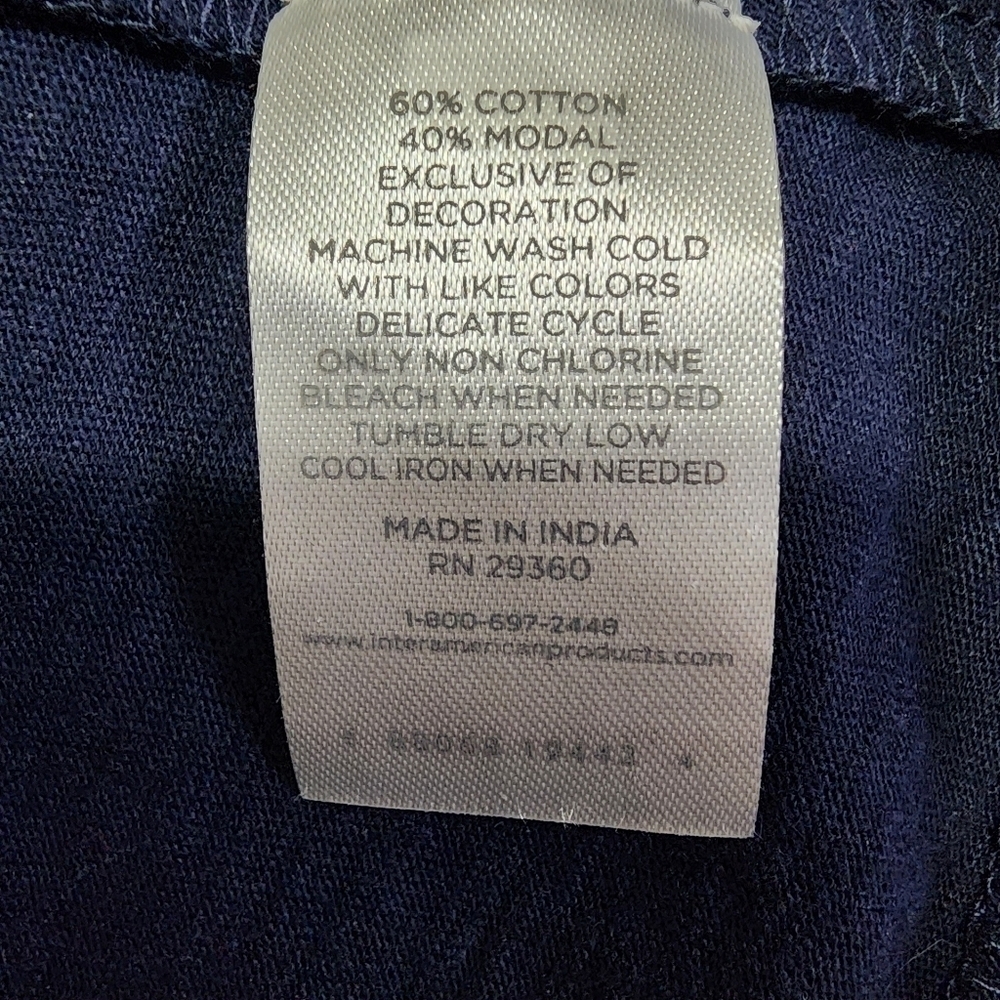 60% COTTON
40% MODAL
EXCLUSIVE OF
DECORATION
MACHINE WASH COLD
WITH LIKE COLORS
DELICATE CYCLE
ONLY NON CHLORINE
BLEACH WHEN NEEDED
TUMBLE DRY LOW
COOL IRON WHEN NEEDED
MADE IN INDIA
RN 29360
1-800-697-2448
www.interamericanproducts.com
19443 4